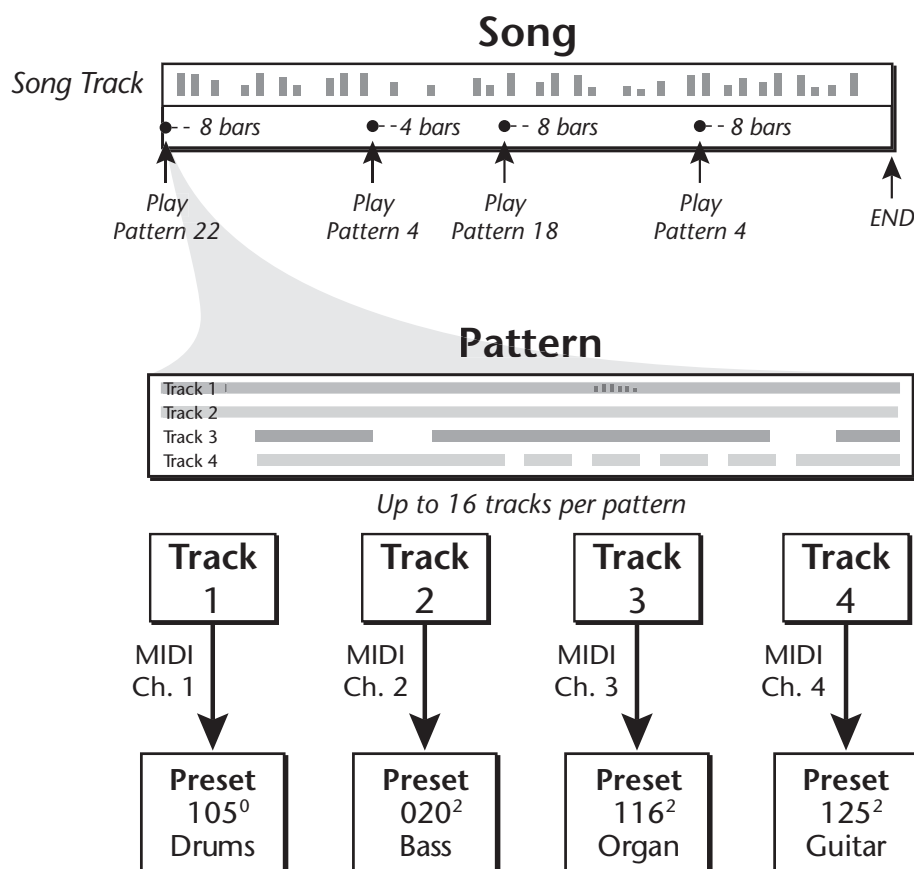 Song
Song Track
8 bars
4 bars
8 bars
8 bars
Play
Pattern 22
Play
Pattern 4
Play
Pattern 18
Play
Pattern 4
END
Pattern
Track 1
Track 2
Track 3
Track 4
Up to 16 tracks per pattern
Track
1
Track
2
Track
3
Track
4
MIDI
Ch. 1
MIDI
Ch. 2
MIDI
Ch. 3
MIDI
Ch. 4
Preset
105⁰
Drums
Preset
020²
Bass
Preset
116²
Organ
Preset
125²
Guitar